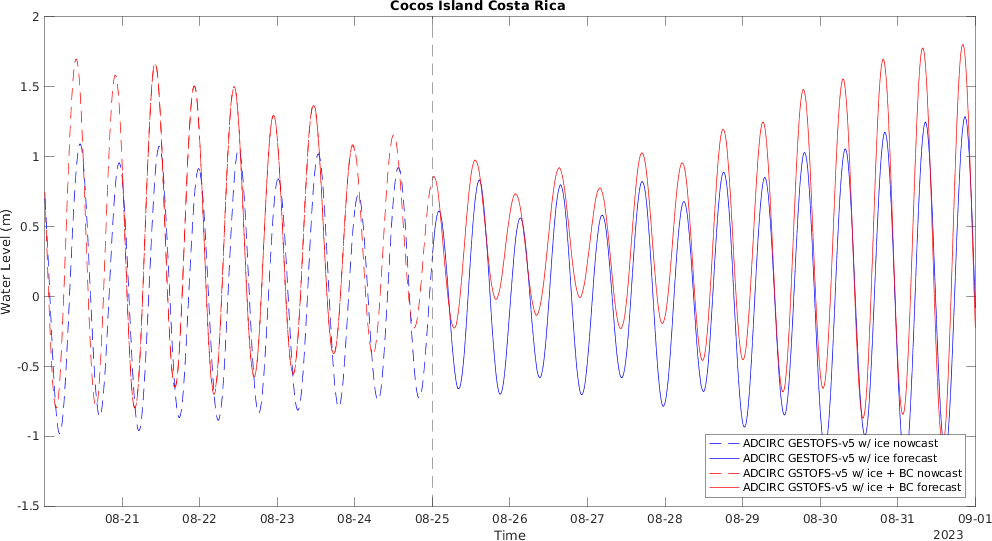 Cocos Island Costa Rica
2
1.5
1
0.5
0
-0.5
-1
-1.5
Water Level (m)
ADCIRC GESTOFS-v5 w/ ice nowcast
ADCIRC GESTOFS-v5 w/ ice forecast
ADCIRC GSTOFS-v5 w/ ice + BC nowcast
ADCIRC GSTOFS-v5 w/ ice + BC forecast
08-21 08-22 08-23 08-24 08-25 08-26 08-27 08-28 08-29 08-30 08-31 09-01
Time
2023